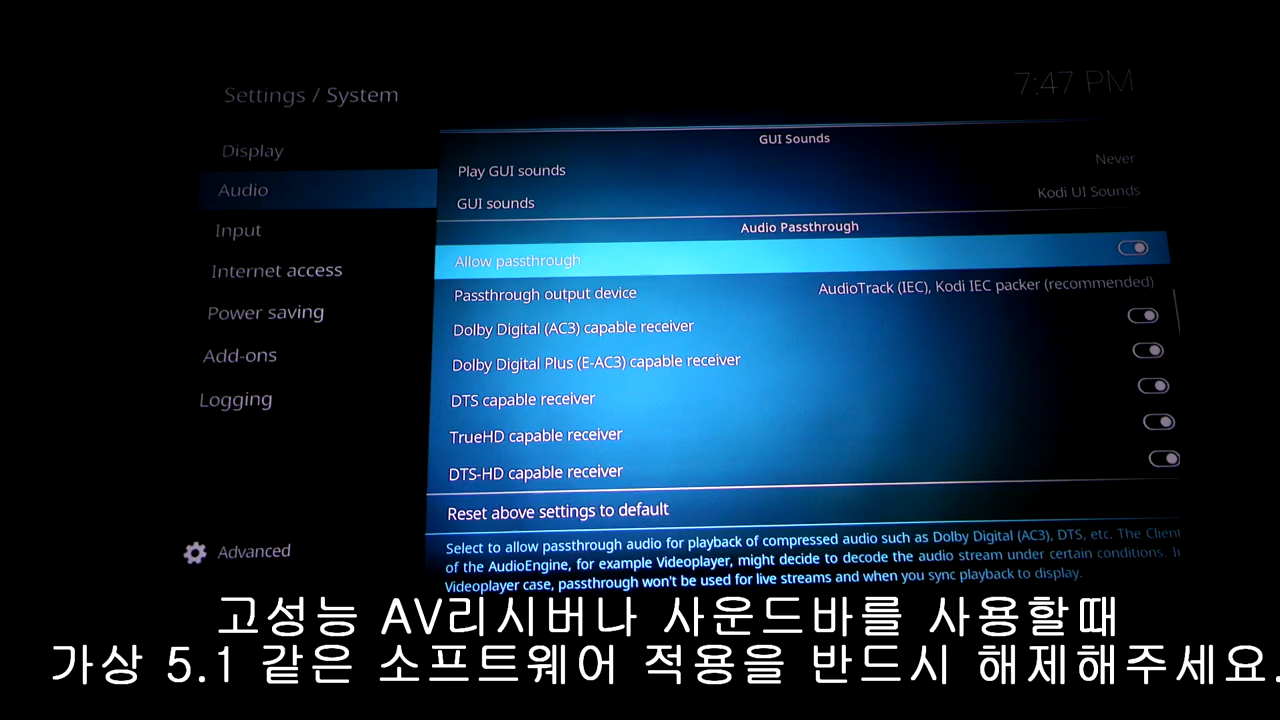 Settings / System
7:47 PM
Display
Audio
Input
Internet access
Power saving
Add-ons
Logging
Advanced
GUI Sounds
Play GUI sounds Never
GUI sounds Kodi UI Sounds
Audio Passthrough
Allow passthrough
Passthrough output device AudioTrack (IEC), Kodi IEC packer (recommended)
Dolby Digital (AC3) capable receiver
Dolby Digital Plus (E-AC3) capable receiver
DTS capable receiver
TrueHD capable receiver
DTS-HD capable receiver
Reset above settings to default
Select to allow passthrough audio for playback of compressed audio such as Dolby Digital (AC3), DTS, etc. The Client
of the AudioEngine, for example Videoplayer, might decide to decode the audio stream under certain conditions.
Videoplayer case, passthrough won't be used for live streams and when you sync playback to display.
고성능 AV리시버나 사운드바를 사용할때
가상 5.1 같은 소프트웨어 적용을 반드시 해제해주세요.